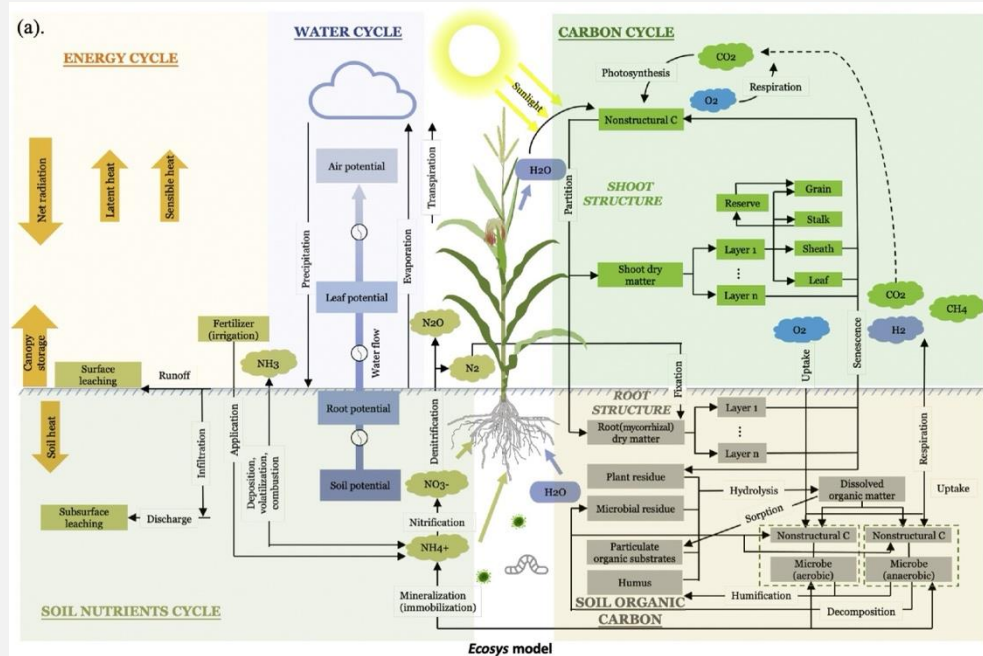 (a).
ENERGY CYCLE
WATER CYCLE
CARBON CYCLE
Net radiation
Latent heat
Sensible heat
Canopy
storage
Soil heat
Precipitation
Air potential
Leaf potential
Water flow
Root potential
Soil potential
Evaporation
Transpiration
Sunlight
H2O
Photosynthesis
CO2
O2
Respiration
Nonstructural C
Partition
SHOOT
STRUCTURE
Reserve
Grain
Stalk
Shoot dry
matter
Layer 1
⋮
Layer n
Sheath
Leaf
Senescence
O2
Uptake
CO2
H2
CH4
Respiration
Uptake
Fertilizer
(irrigation)
NH3
N2O
N2
Fixation
Surface
leaching
Runoff
Infiltration
Application
Deposition,
volatilization,
combustion
Denitrification
Subsurface
leaching
Discharge
NO3-
Nitrification
NH4+
Mineralization
(immobilization)
H2O
SOIL NUTRIENTS CYCLE
ROOT
STRUCTURE
Root(mycorrhizal)
dry matter
Layer 1
⋮
Layer n
Plant residue
Microbial residue
Hydrolysis
Sorption
Dissolved
organic matter
Particulate
organic substrates
Humus
Nonstructural C
Microbe
(aerobic)
Nonstructural C
Microbe
(anaerobic)
Humification
Decomposition
SOIL ORGANIC
CARBON
Ecosys model